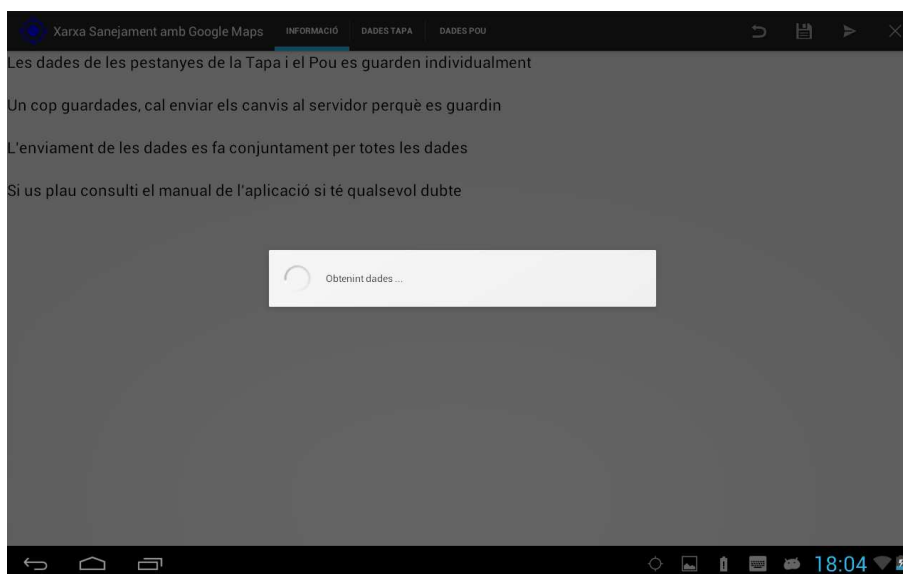 Xarxa Sanejament amb Google Maps INFORMACIÓ DADES TAPA DADES POU
Les dades de les pestanyes de la Tapa i el Pou es guarden individualment
Un cop guardades, cal enviar els canvis al servidor perquè es guardin
L'enviament de les dades es fa conjuntament per totes les dades
Si us plau consulti el manual de l'aplicació si té qualsevol dubte
Obtenint dades ...
18:04